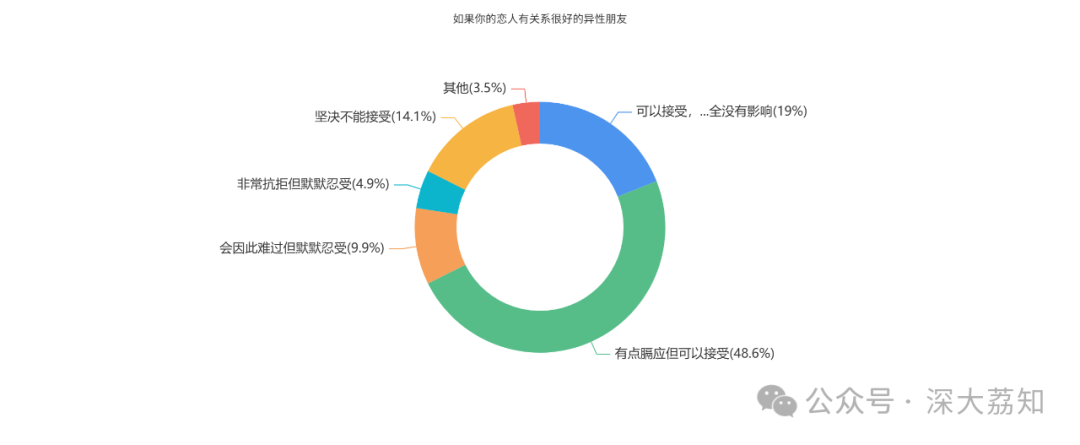 如果你的恋人有关系很好的异性朋友
其他(3.5%)
可以接受，...全没有影响(19%)
坚决不能接受(14.1%)
非常抗拒但默默忍受(4.9%)
会因此难过但默默忍受(9.9%)
有点膈应但可以接受(48.6%)
公众号 · 深大荔知